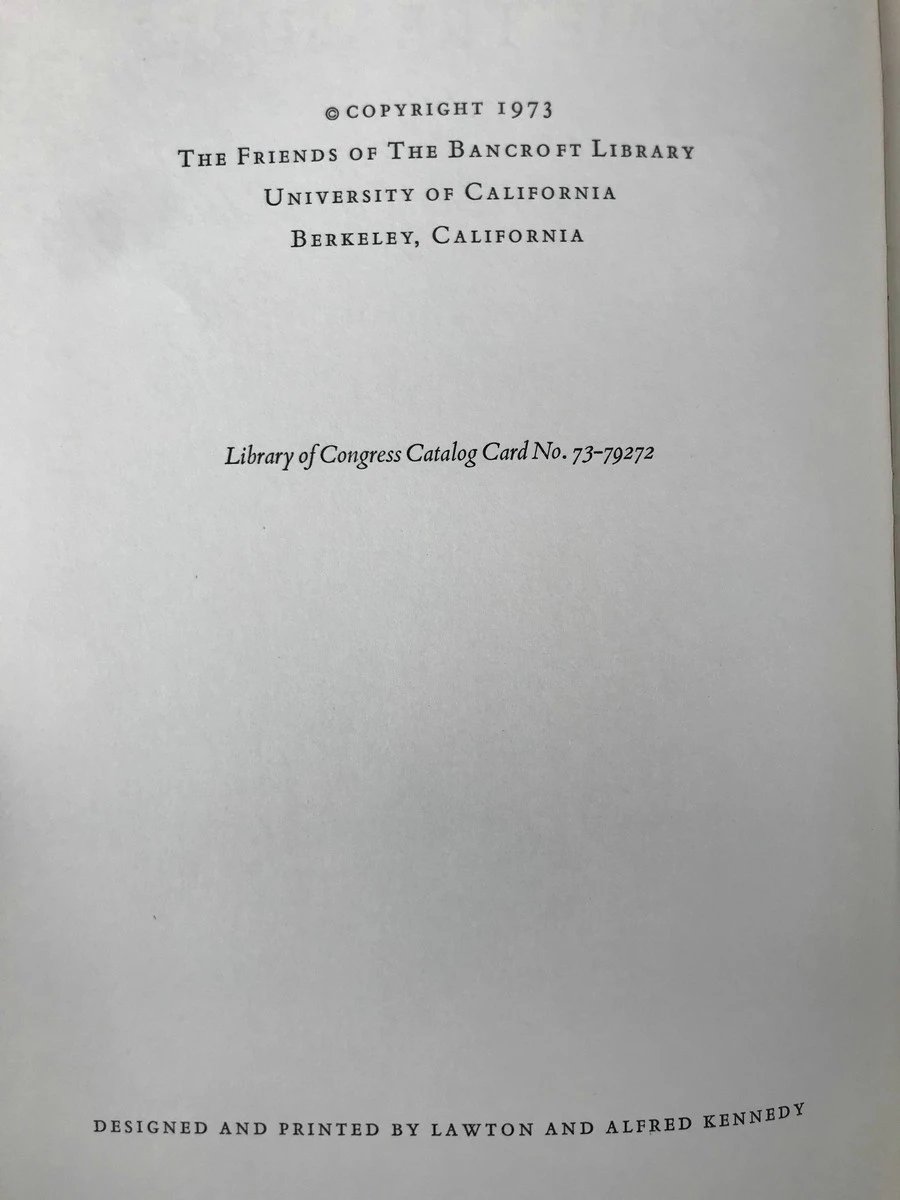 © COPYRIGHT 1973
THE FRIENDS OF THE BANCROFT LIBRARY
UNIVERSITY OF CALIFORNIA
BERKELEY, CALIFORNIA
Library of Congress Catalog Card No. 73-79272
DESIGNED AND PRINTED BY LAWTON AND ALFRED KENNEDY